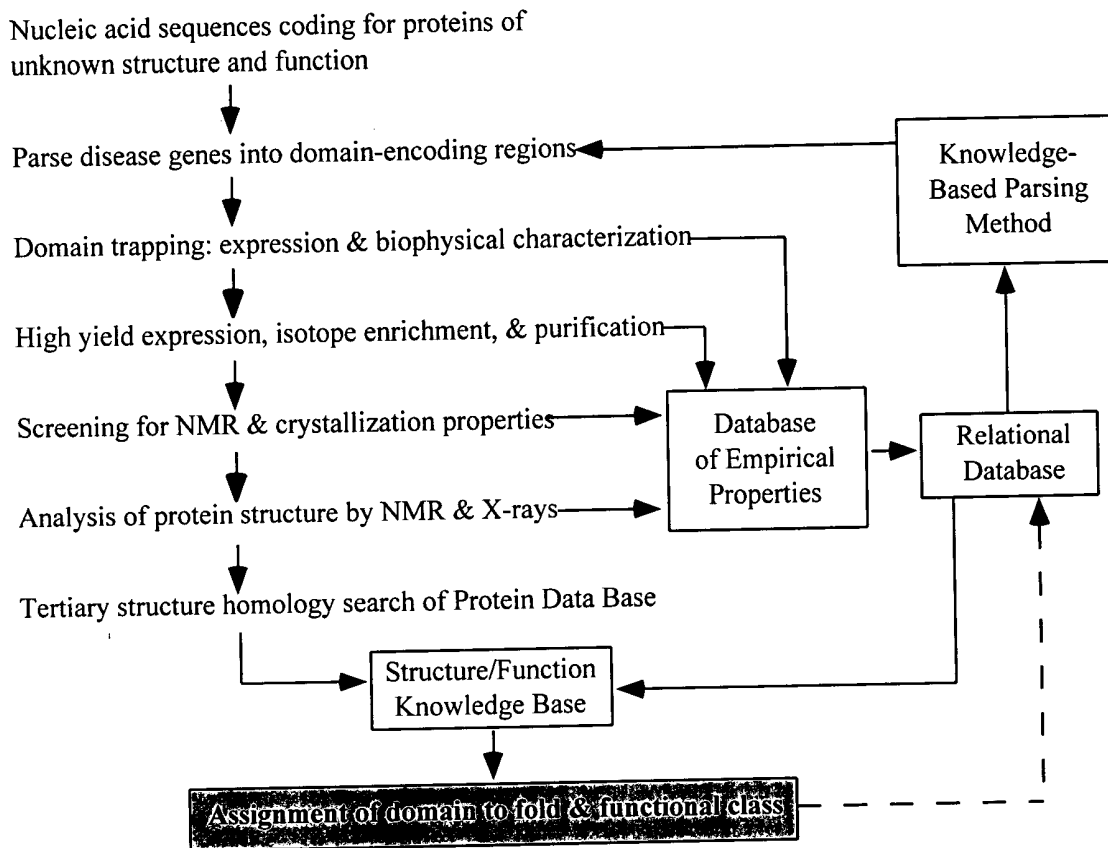 Nucleic acid sequences coding for proteins of
unknown structure and function
Parse disease genes into domain-encoding regions
Knowledge-
Based Parsing
Method
Domain trapping: expression & biophysical characterization
High yield expression, isotope enrichment, & purification
Screening for NMR & crystallization properties
Database
of Empirical
Properties
Relational
Database
Analysis of protein structure by NMR & X-rays
Tertiary structure homology search of Protein Data Base
Structure/Function
Knowledge Base
Assignment of domain to fold & functional class